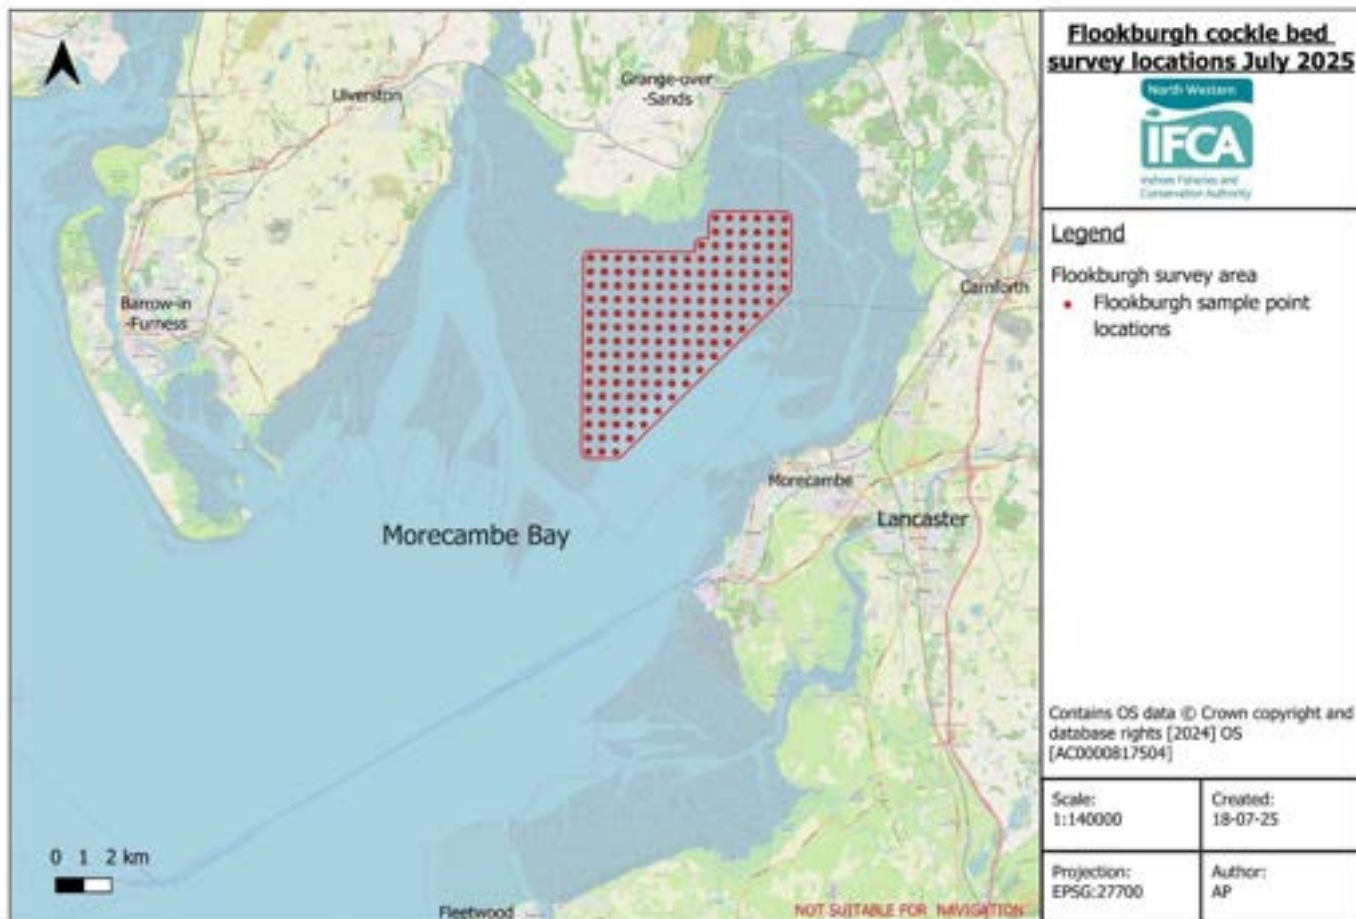 Flookburgh cockle bed
survey locations July 2025
North Western
IFCA
Inshore Fisheries and
Conservation Authority
Legend
Flookburgh survey area
Flookburgh sample point
locations
Contains OS data © Crown copyright and
database rights [2024] OS
[AC0000817504]
Scale:
1:140000
Created:
18-07-25
Projection:
EPSG:27700
Author:
AP
Grange-over
-Sands
Ulverston
Carnforth
Barrow-in
-Furness
Morecambe
Lancaster
Morecambe Bay
0 1 2 km
Fleetwood
NOT SUITABLE FOR NAVIGATION